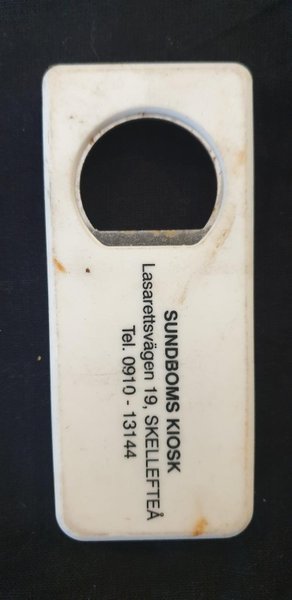 SUNDBOMS KIOSK
Lasarettsvägen 19, SKELLEFTEÅ
Tel. 0910 - 13144